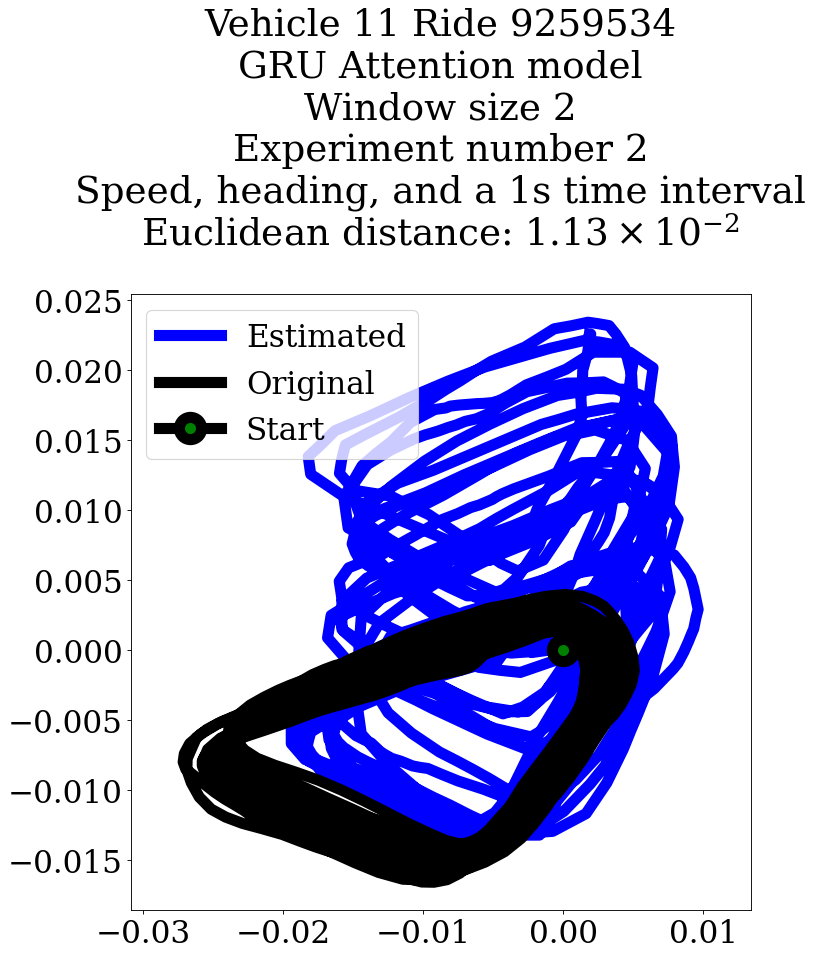 Vehicle 11 Ride 9259534
GRU Attention model
Window size 2
Experiment number 2
Speed, heading, and a 1s time interval
Euclidean distance: 1.13 × 10⁻²
Estimated
Original
Start
0.025
0.020
0.015
0.010
0.005
0.000
−0.005
−0.010
−0.015
−0.03 −0.02 −0.01 0.00 0.01